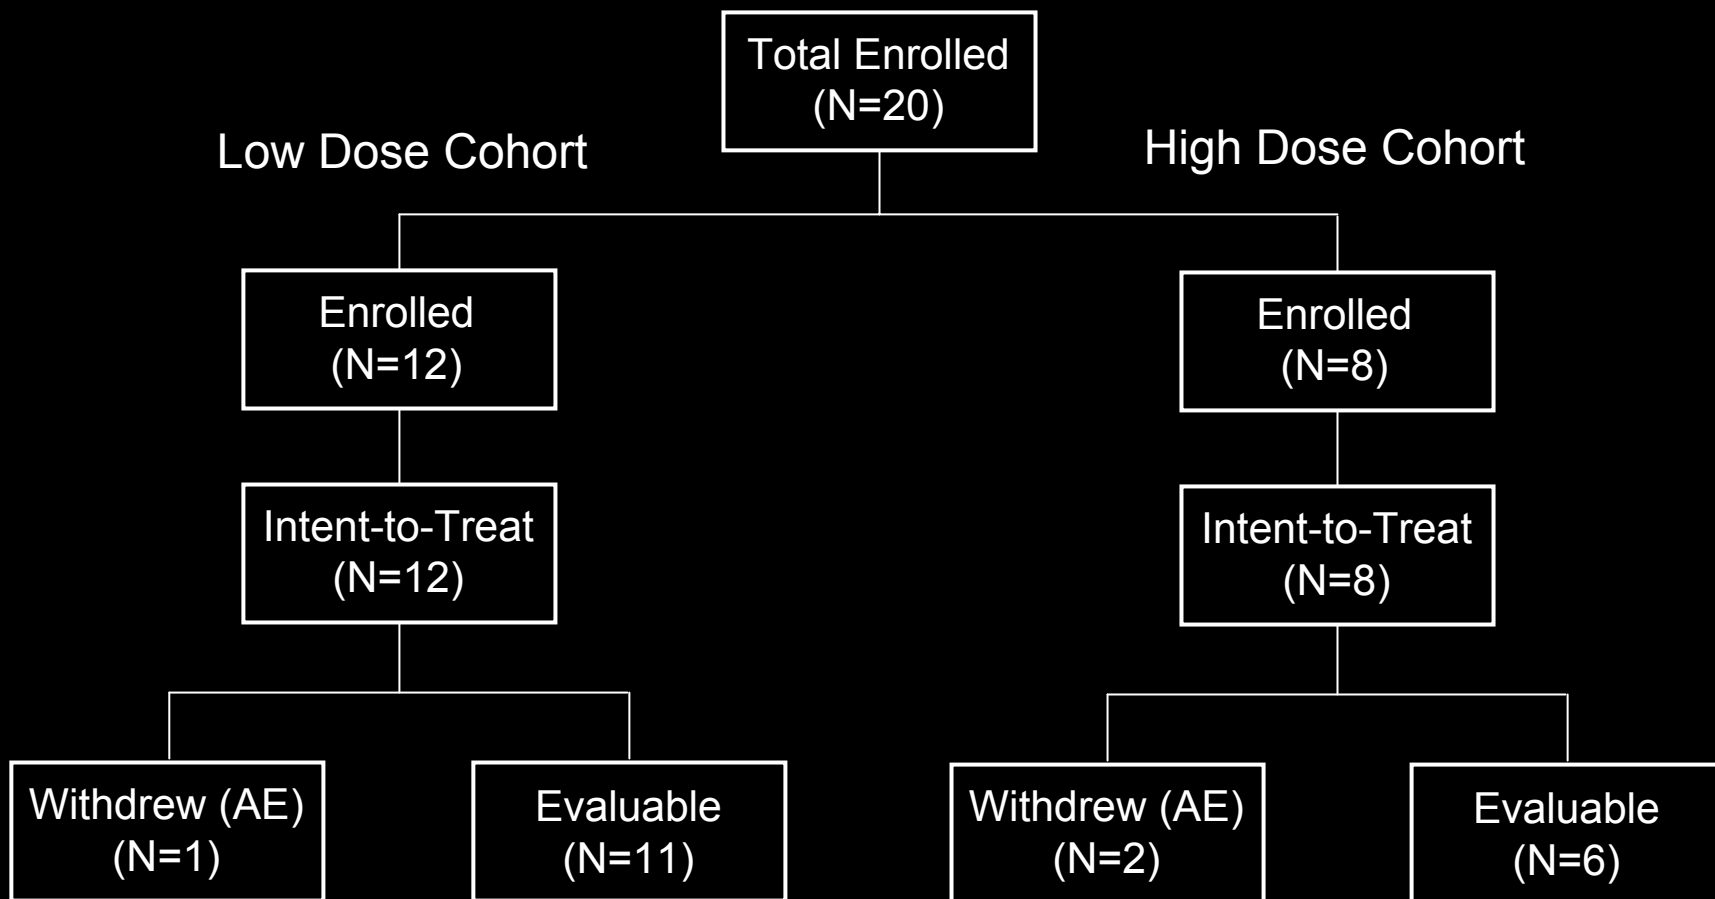 Total Enrolled
(N=20)
Low Dose Cohort
High Dose Cohort
Enrolled
(N=12)
Enrolled
(N=8)
Intent-to-Treat
(N=12)
Intent-to-Treat
(N=8)
Withdrew (AE)
(N=1)
Evaluable
(N=11)
Withdrew (AE)
(N=2)
Evaluable
(N=6)